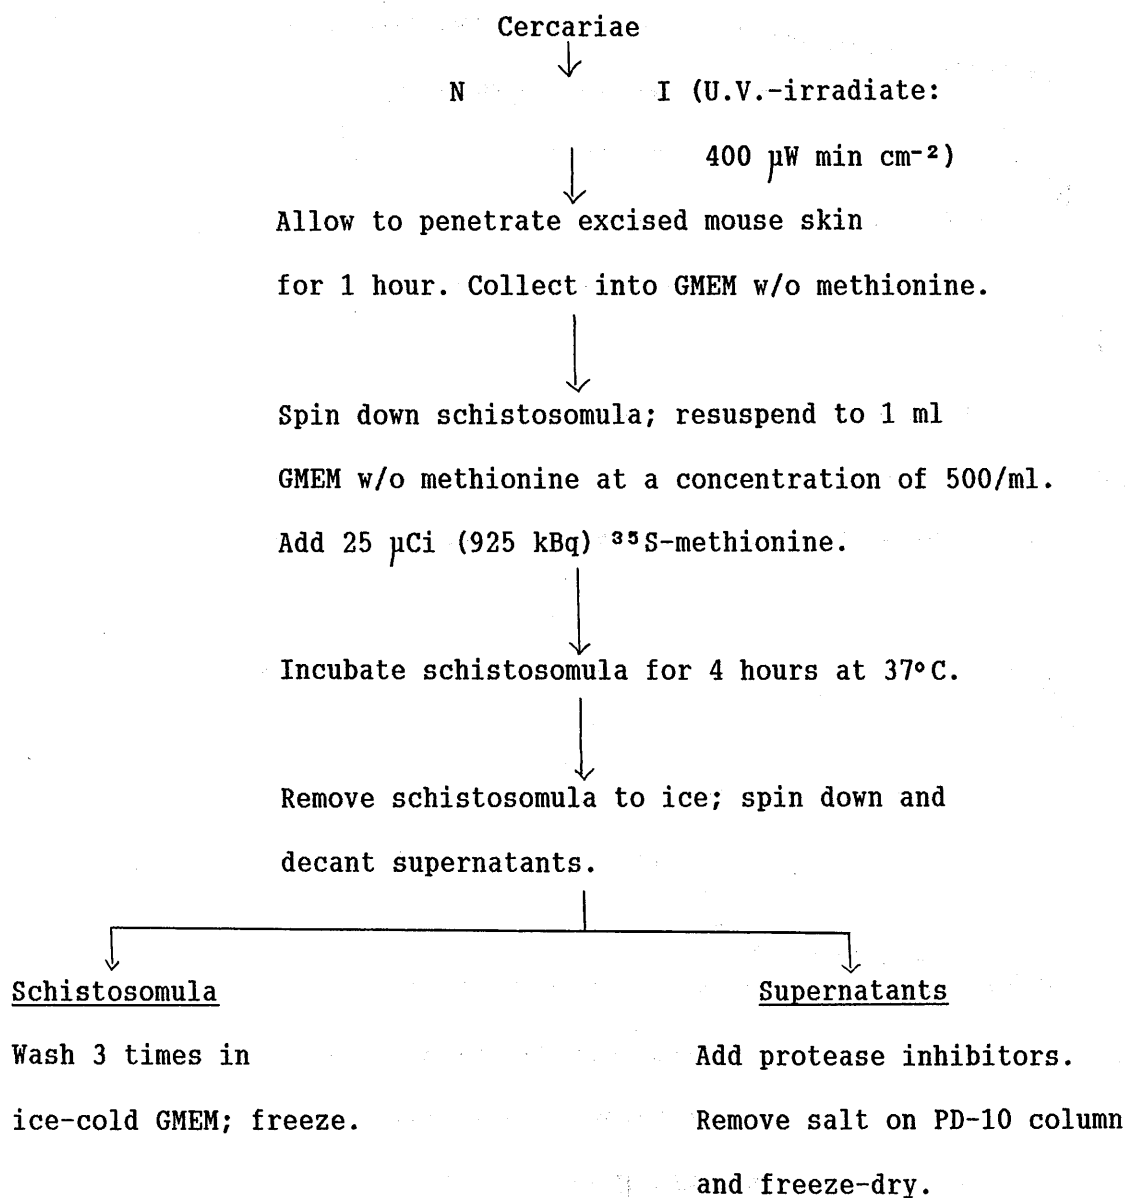 Cercariae
N I (U.V.-irradiate:
400 µW min cm⁻²)
Allow to penetrate excised mouse skin
for 1 hour. Collect into GMEM w/o methionine.
Spin down schistosomula; resuspend to 1 ml
GMEM w/o methionine at a concentration of 500/ml.
Add 25 µCi (925 kBq) ³⁵S-methionine.
Incubate schistosomula for 4 hours at 37°C.
Remove schistosomula to ice; spin down and
decant supernatants.
Schistosomula
Wash 3 times in
ice-cold GMEM; freeze.
Supernatants
Add protease inhibitors.
Remove salt on PD-10 column
and freeze-dry.